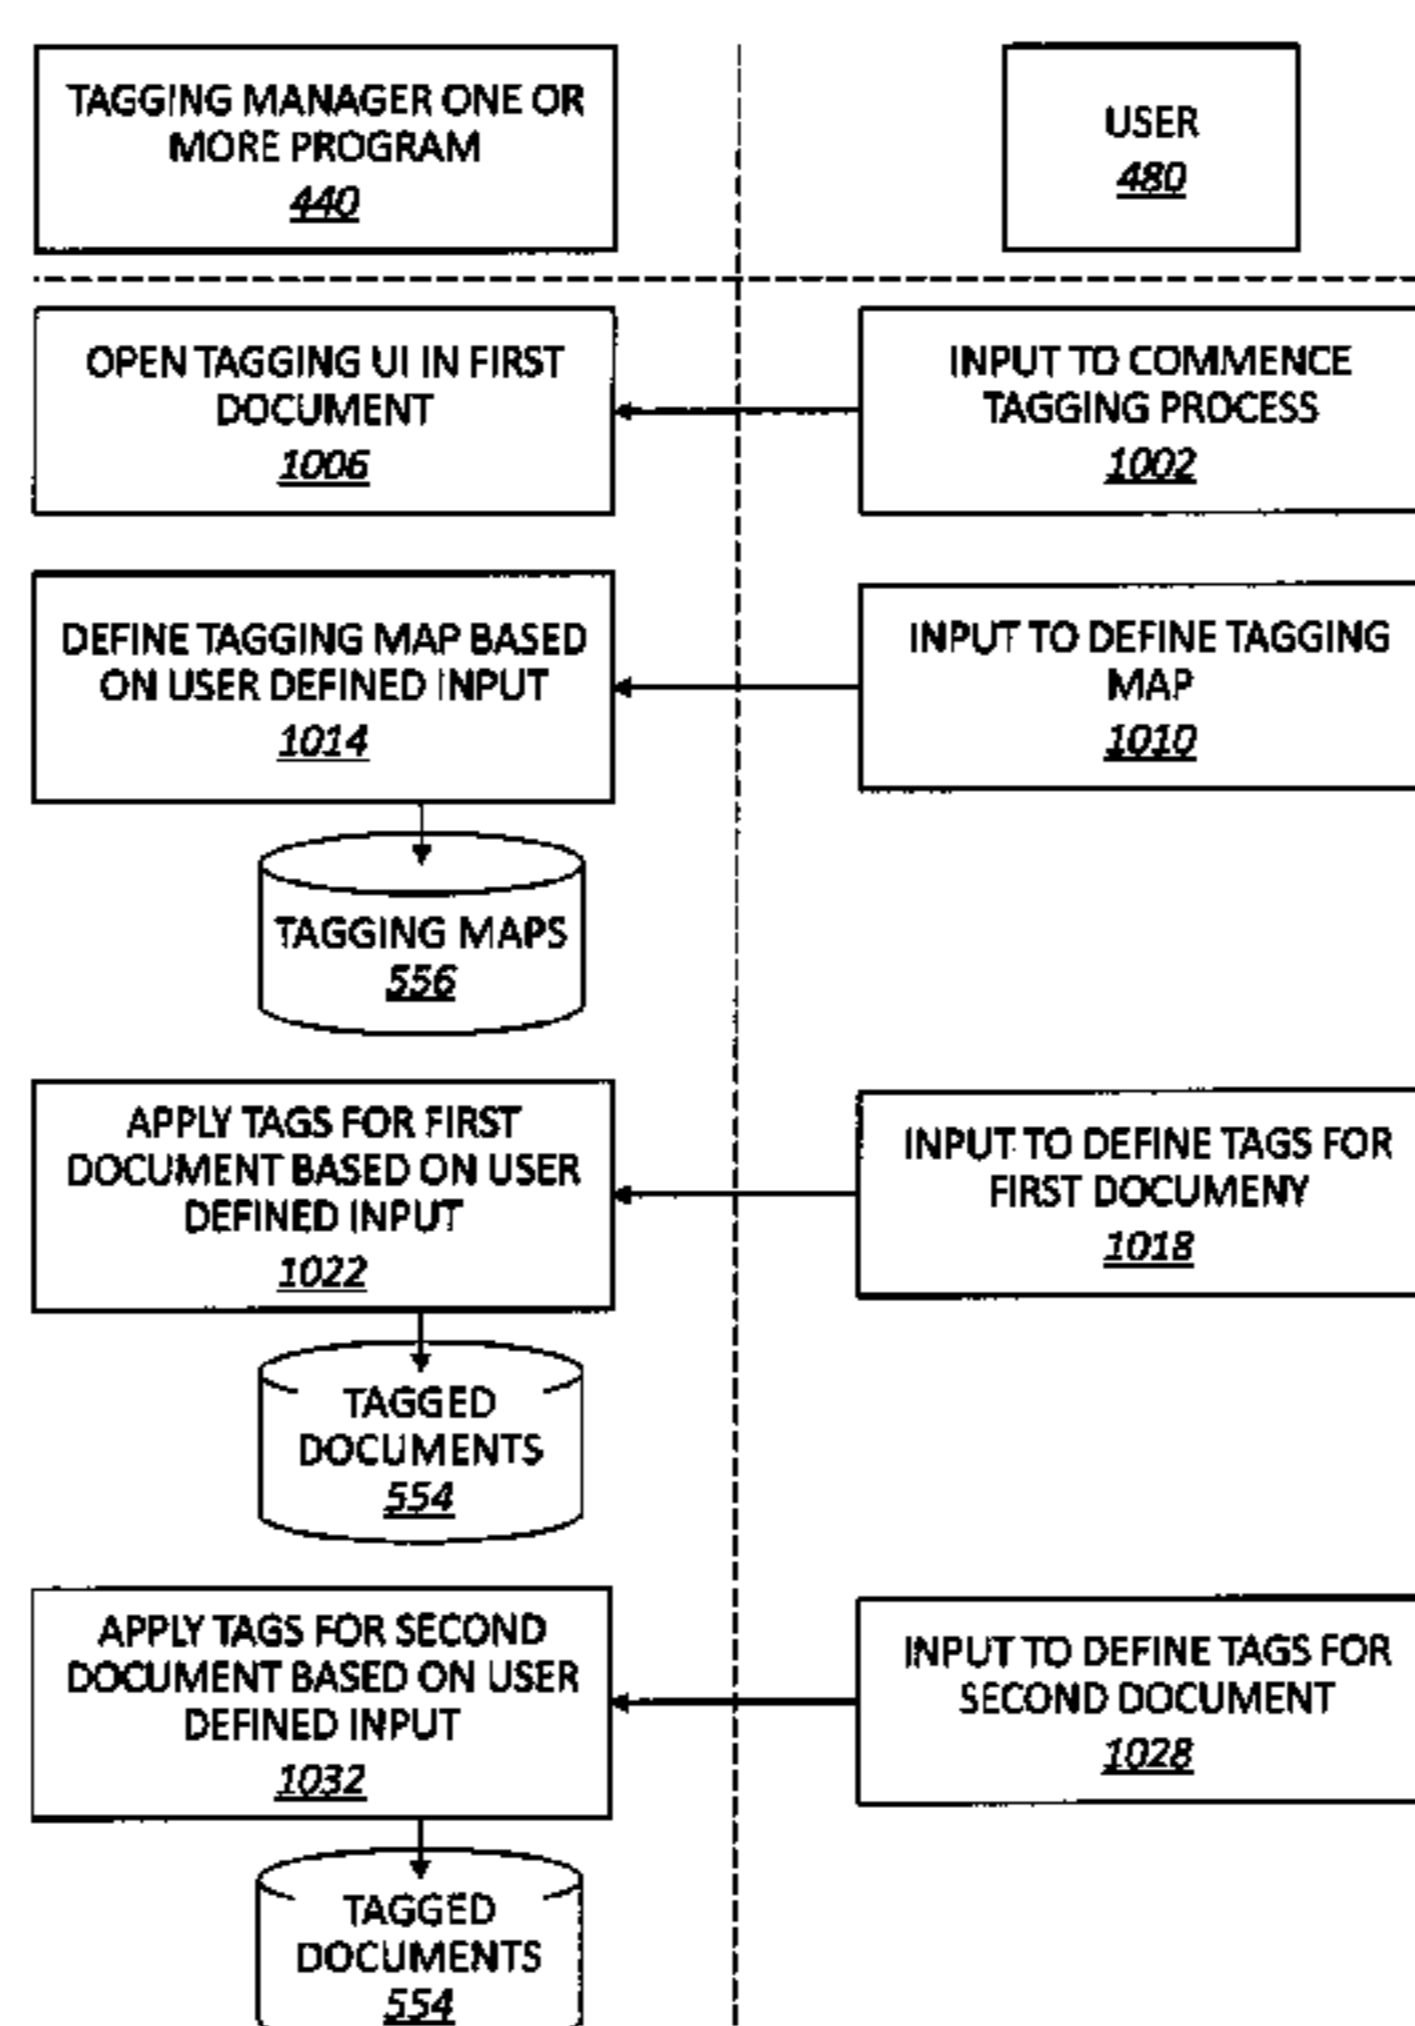 TAGGING MANAGER ONE OR
MORE PROGRAM
440
USER
480
OPEN TAGGING UI IN FIRST
DOCUMENT
1006
INPUT TO COMMENCE
TAGGING PROCESS
1002
DEFINE TAGGING MAP BASED
ON USER DEFINED INPUT
1014
INPUT TO DEFINE TAGGING
MAP
1010
TAGGING MAPS
556
APPLY TAGS FOR FIRST
DOCUMENT BASED ON USER
DEFINED INPUT
1022
INPUT TO DEFINE TAGS FOR
FIRST DOCUMENY
1018
TAGGED
DOCUMENTS
554
APPLY TAGS FOR SECOND
DOCUMENT BASED ON USER
DEFINED INPUT
1032
INPUT TO DEFINE TAGS FOR
SECOND DOCUMENT
1028
TAGGED
DOCUMENTS
554